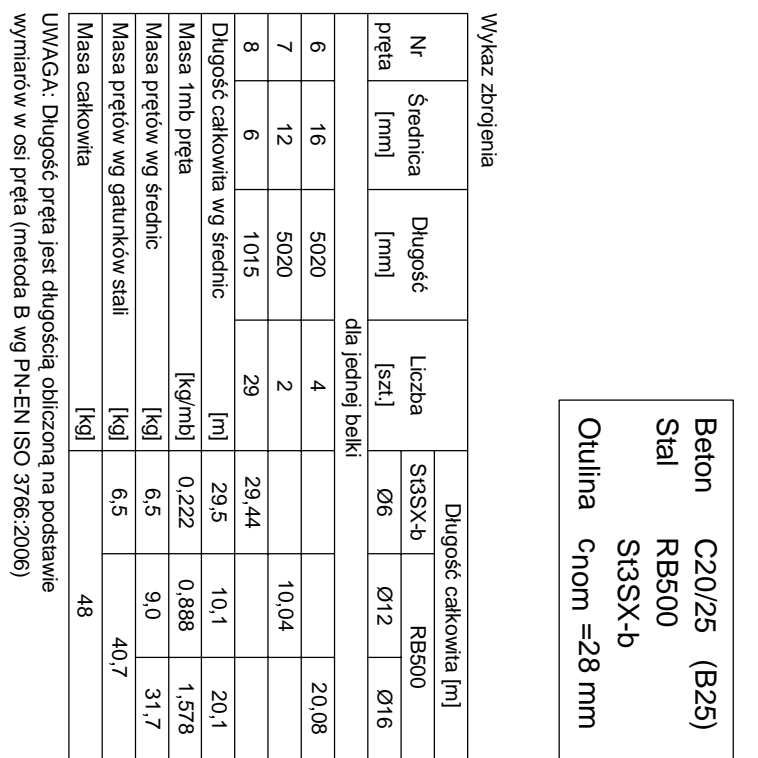 Beton C20/25 (B25)
Stal RB500
St3SX-b
Otulina cnom =28 mm
Wykaz zbrojenia
Nr pręta Średnica [mm] Długość [mm] Liczba [szt.] Długość całkowita [m]
St3SX-b RB500
Ø6 Ø12 Ø16
dla jednej belki
6 16 5020 4 20,08
7 12 5020 2 10,04
8 6 1015 29 29,44
Długość całkowita wg średnic [m] 29,5 10,1 20,1
Masa 1mb pręta [kg/mb] 0,222 0,888 1,578
Masa prętów wg średnic [kg] 6,5 9,0 31,7
Masa prętów wg gatunków stali [kg] 6,5 40,7
Masa całkowita [kg] 48
UWAGA: Długość pręta jest długością obliczoną na podstawie
wymiarów w osi pręta (metoda B wg PN-EN ISO 3766:2006)